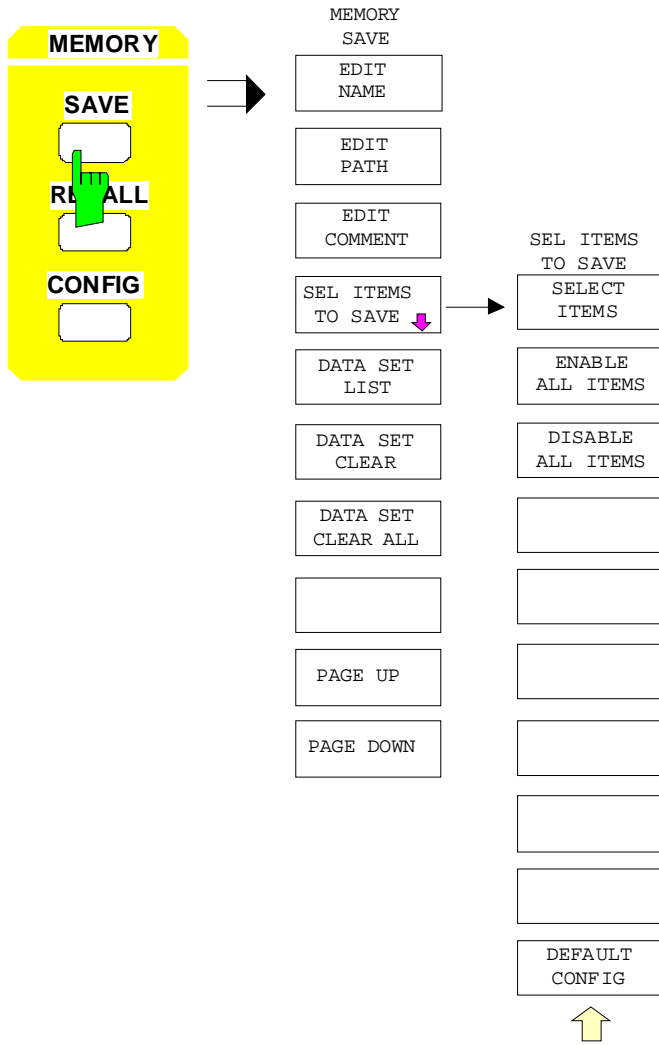 MEMORY
SAVE
RECALL
CONFIG
MEMORY
SAVE
EDIT
NAME
EDIT
PATH
EDIT
COMMENT
SEL ITEMS
TO SAVE
DATA SET
LIST
DATA SET
CLEAR
DATA SET
CLEAR ALL
PAGE UP
PAGE DOWN
SEL ITEMS
TO SAVE
SELECT
ITEMS
ENABLE
ALL ITEMS
DISABLE
ALL ITEMS
DEFAULT
CONFIG